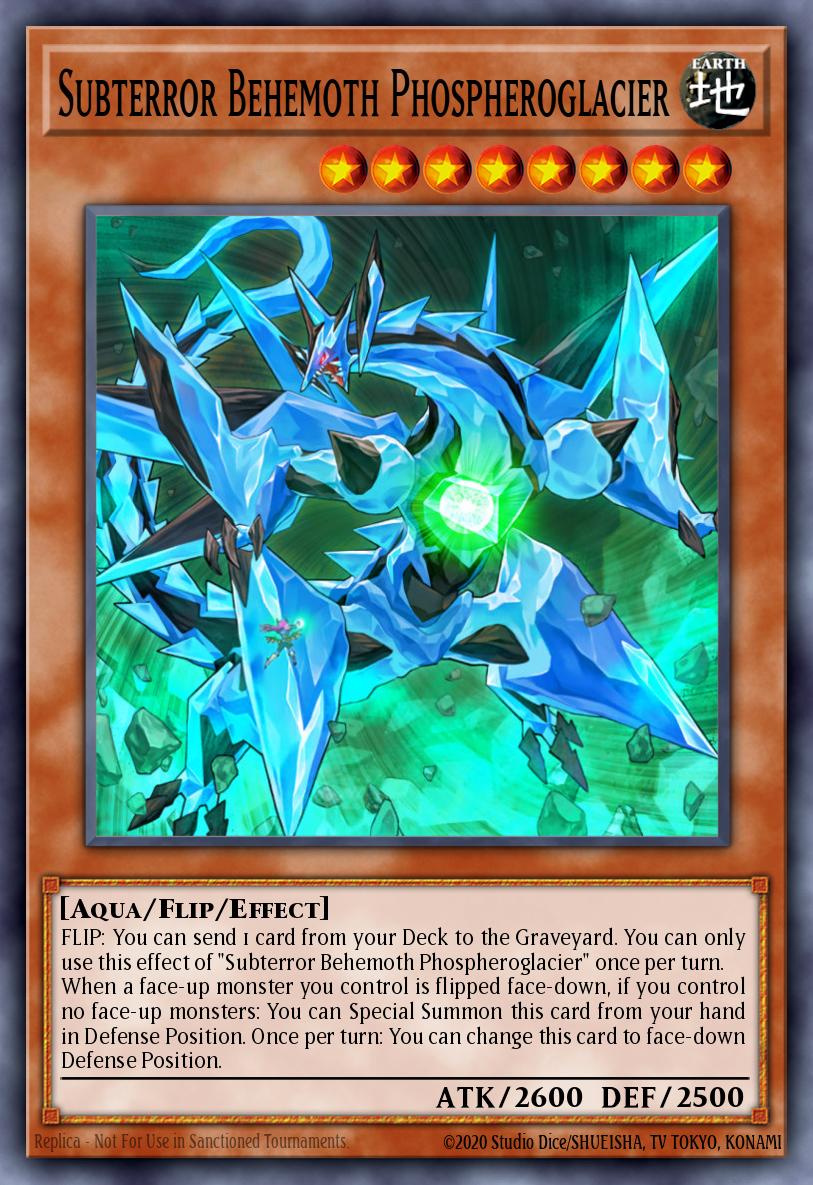 Subterror Behemoth Phospheroglacier
EARTH
地
[Aqua/Flip/Effect]
FLIP: You can send 1 card from your Deck to the Graveyard. You can only
use this effect of "Subterror Behemoth Phospheroglacier" once per turn.
When a face-up monster you control is flipped face-down, if you control
no face-up monsters: You can Special Summon this card from your hand
in Defense Position. Once per turn: You can change this card to face-down
Defense Position.
ATK/2600 DEF/2500
Replica - Not For Use in Sanctioned Tournaments.
©2020 Studio Dice/SHUEISHA, TV TOKYO, KONAMI